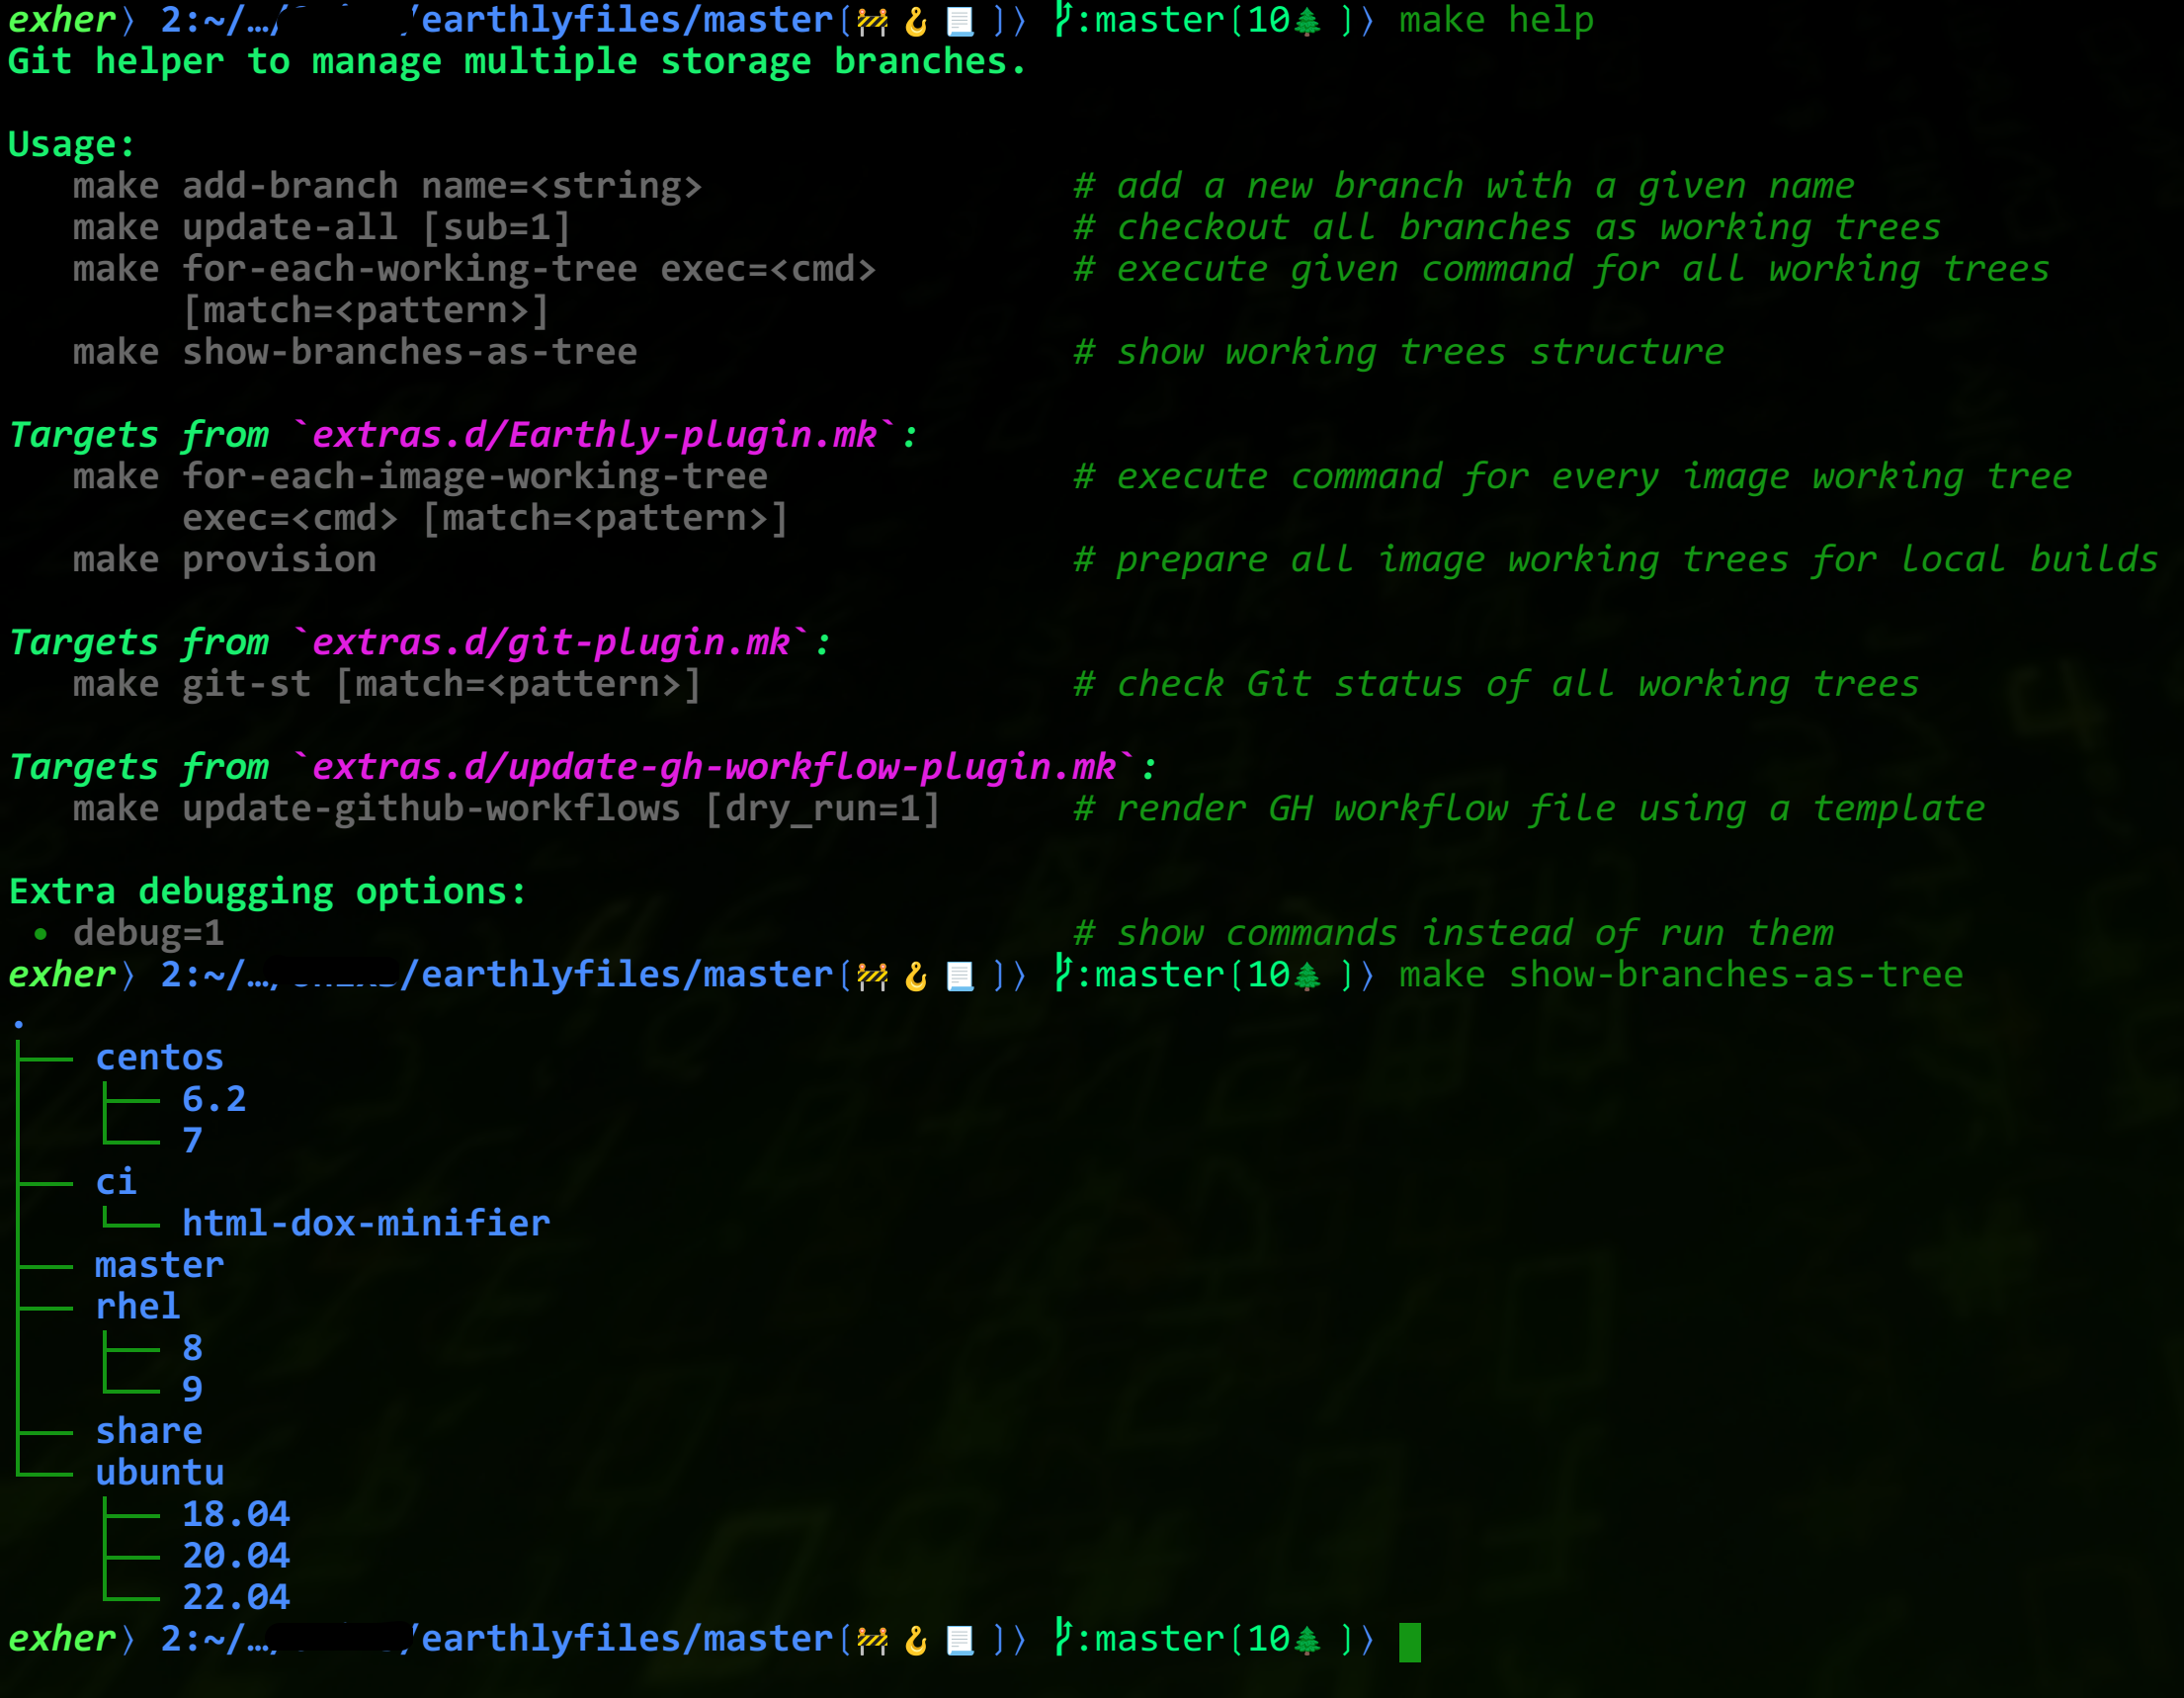 exher⟩ 2:~/…/ /earthlyfiles/master(🚧 🪝 📃 )⟩ :master(10🌲 )⟩ make help
Git helper to manage multiple storage branches.
Usage:
make add-branch name=<string> # add a new branch with a given name
make update-all [sub=1] # checkout all branches as working trees
make for-each-working-tree exec=<cmd> # execute given command for all working trees
[match=<pattern>]
make show-branches-as-tree # show working trees structure
Targets from `extras.d/Earthly-plugin.mk`:
make for-each-image-working-tree # execute command for every image working tree
exec=<cmd> [match=<pattern>]
make provision # prepare all image working trees for local builds
Targets from `extras.d/git-plugin.mk`:
make git-st [match=<pattern>] # check Git status of all working trees
Targets from `extras.d/update-gh-workflow-plugin.mk`:
make update-github-workflows [dry_run=1] # render GH workflow file using a template
Extra debugging options:
• debug=1 # show commands instead of run them
exher⟩ 2:~/…/ /earthlyfiles/master(🚧 🪝 📃 )⟩ :master(10🌲 )⟩ make show-branches-as-tree
.
├── centos
│   ├── 6.2
│   └── 7
├── ci
│   └── html-dox-minifier
├── master
├── rhel
│   ├── 8
│   └── 9
├── share
└── ubuntu
    ├── 18.04
    ├── 20.04
    └── 22.04
exher⟩ 2:~/…/ /earthlyfiles/master(🚧 🪝 📃 )⟩ :master(10🌲 )⟩